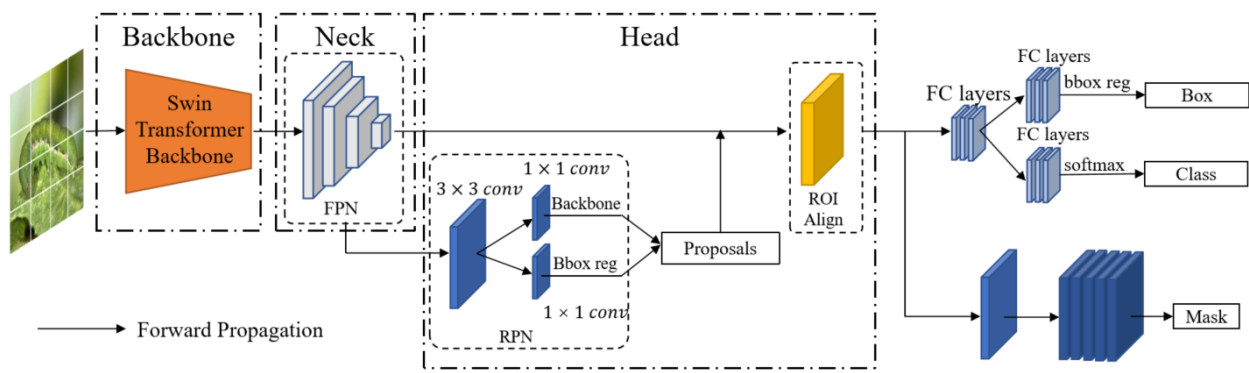 Backbone
Neck
Head
Swin
Transformer
Backbone
FPN
3 × 3 conv
1 × 1 conv
Backbone
Bbox reg
1 × 1 conv
RPN
Proposals
ROI
Align
FC layers
FC layers
bbox reg
Box
FC layers
softmax
Class
Mask
Forward Propagation